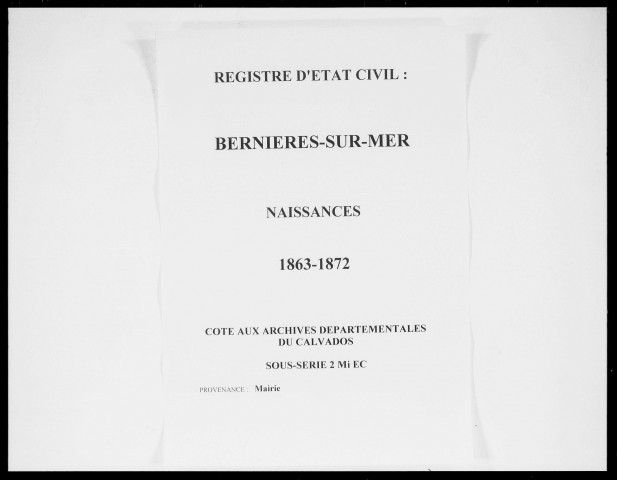 REGISTRE D'ETAT CIVIL :
BERNIERES-SUR-MER
NAISSANCES
1863-1872
COTE AUX ARCHIVES DEPARTEMENTALES
DU CALVADOS
SOUS-SERIE 2 Mi EC
PROVENANCE : Mairie